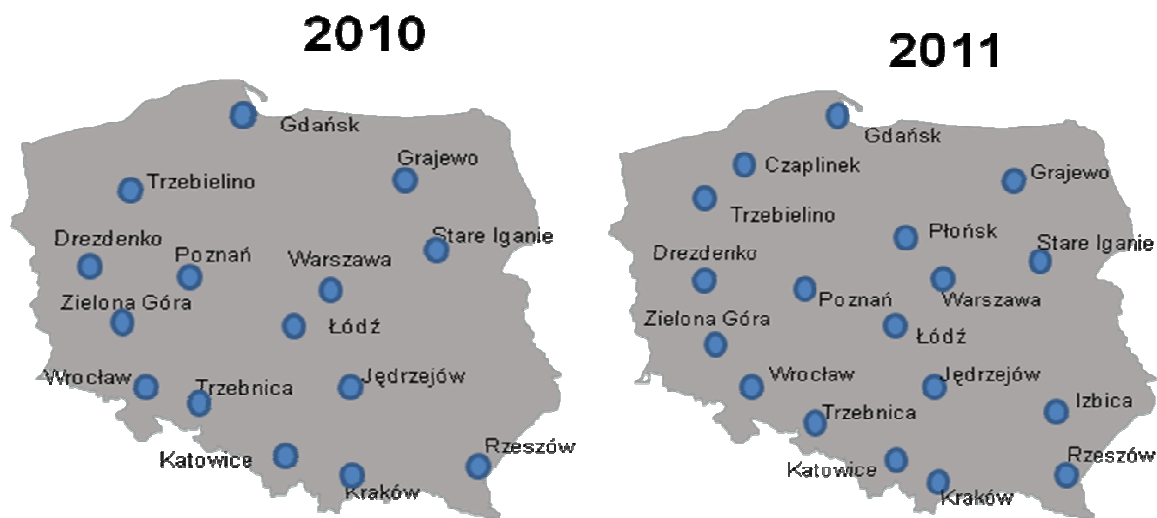 2010
Gdańsk
Grajewo
Trzebielino
Stare Iganie
Drezdenko
Poznań
Warszawa
Zielona Góra
Łódź
Wrocław
Trzebnica
Jędrzejów
Katowice
Rzeszów
Kraków
2011
Gdańsk
Czaplinek
Grajewo
Trzebielino
Płońsk
Stare Iganie
Drezdenko
Poznań
Warszawa
Zielona Góra
Łódź
Wrocław
Jędrzejów
Izbica
Trzebnica
Rzeszów
Katowice
Kraków